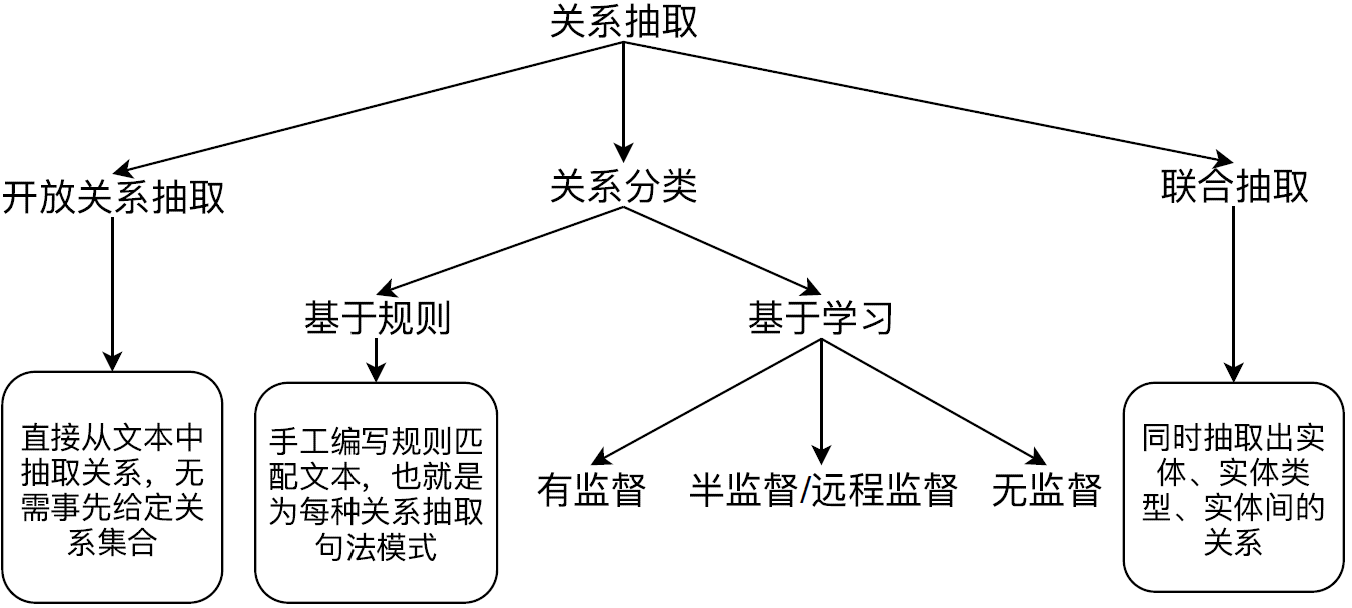 关系抽取
开放关系抽取
关系分类
联合抽取
基于规则
基于学习
直接从文本中
抽取关系，无
需事先给定关
系集合
手工编写规则匹
配文本，也就是
为每种关系抽取
句法模式
有监督
半监督/远程监督
无监督
同时抽取出实
体、实体类
型、实体间的
关系